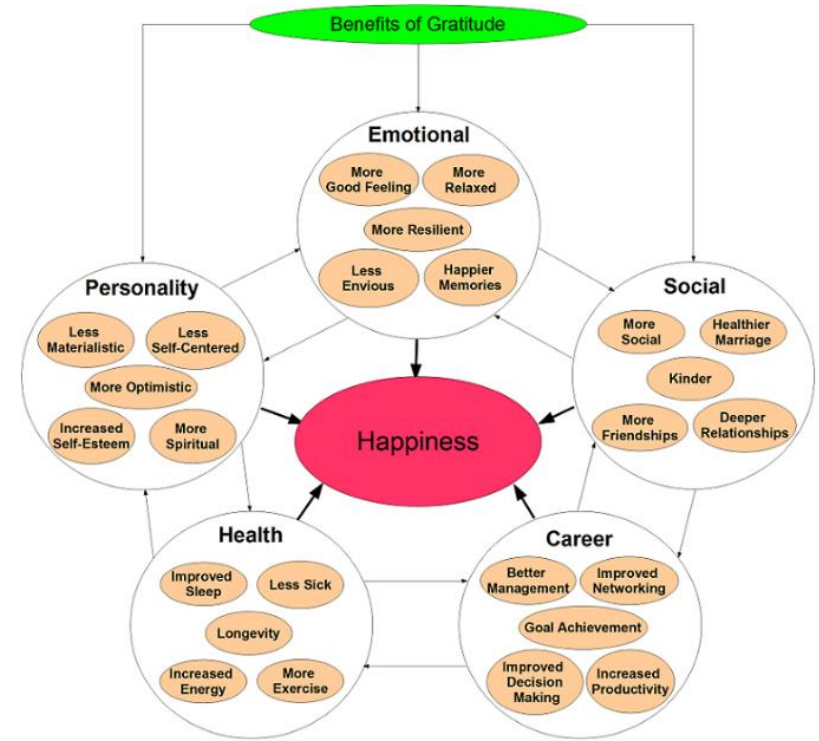 Benefits of Gratitude
Emotional
More
Good Feeling
More
Relaxed
More Resilient
Less
Envious
Happier
Memories
Personality
Less
Materialistic
Less
Self-Centered
More Optimistic
Increased
Self-Esteem
More
Spiritual
Social
More
Social
Healthier
Marriage
Kinder
More
Friendships
Deeper
Relationships
Happiness
Health
Improved
Sleep
Less Sick
Longevity
Increased
Energy
More
Exercise
Career
Better
Management
Improved
Networking
Goal Achievement
Improved
Decision
Making
Increased
Productivity